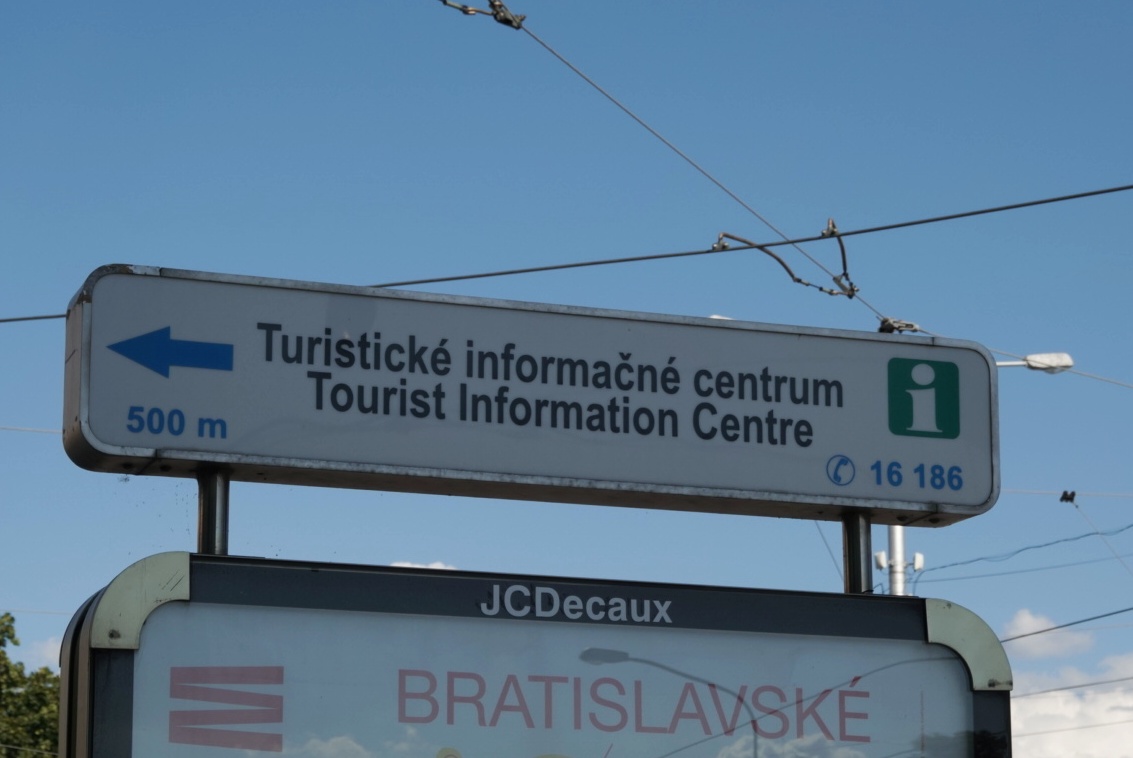 Turistické informačné centrum
Tourist Information Centre
500 m
i
16 186
JCDecaux
BRATISLAVSKÉ